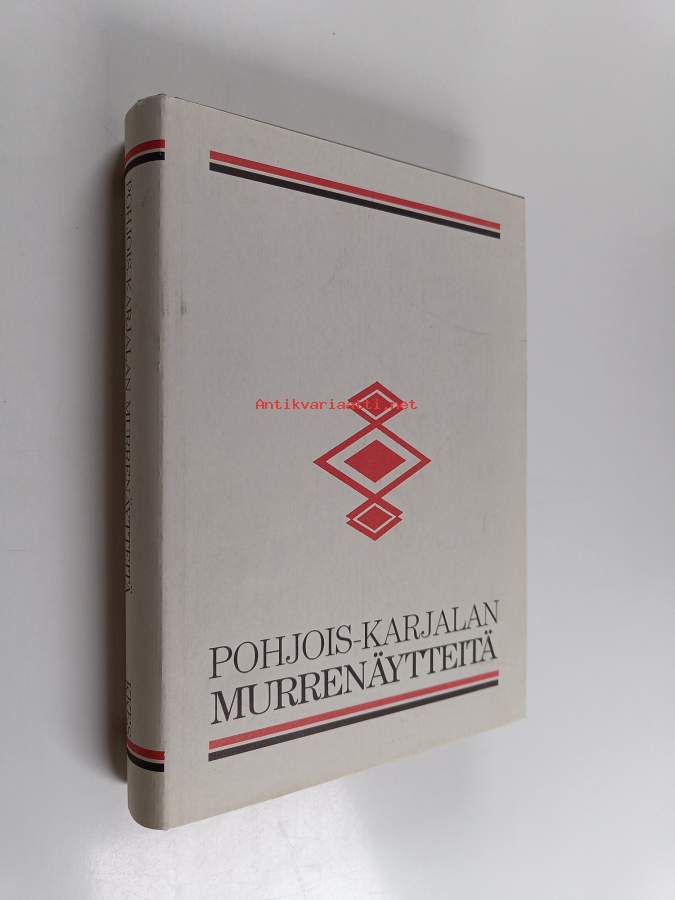 POHJOIS-KARJALAN MURRENÄYTTEITÄ
Antikvariaatti.net
POHJOIS-KARJALAN
MURRENÄYTTEITÄ